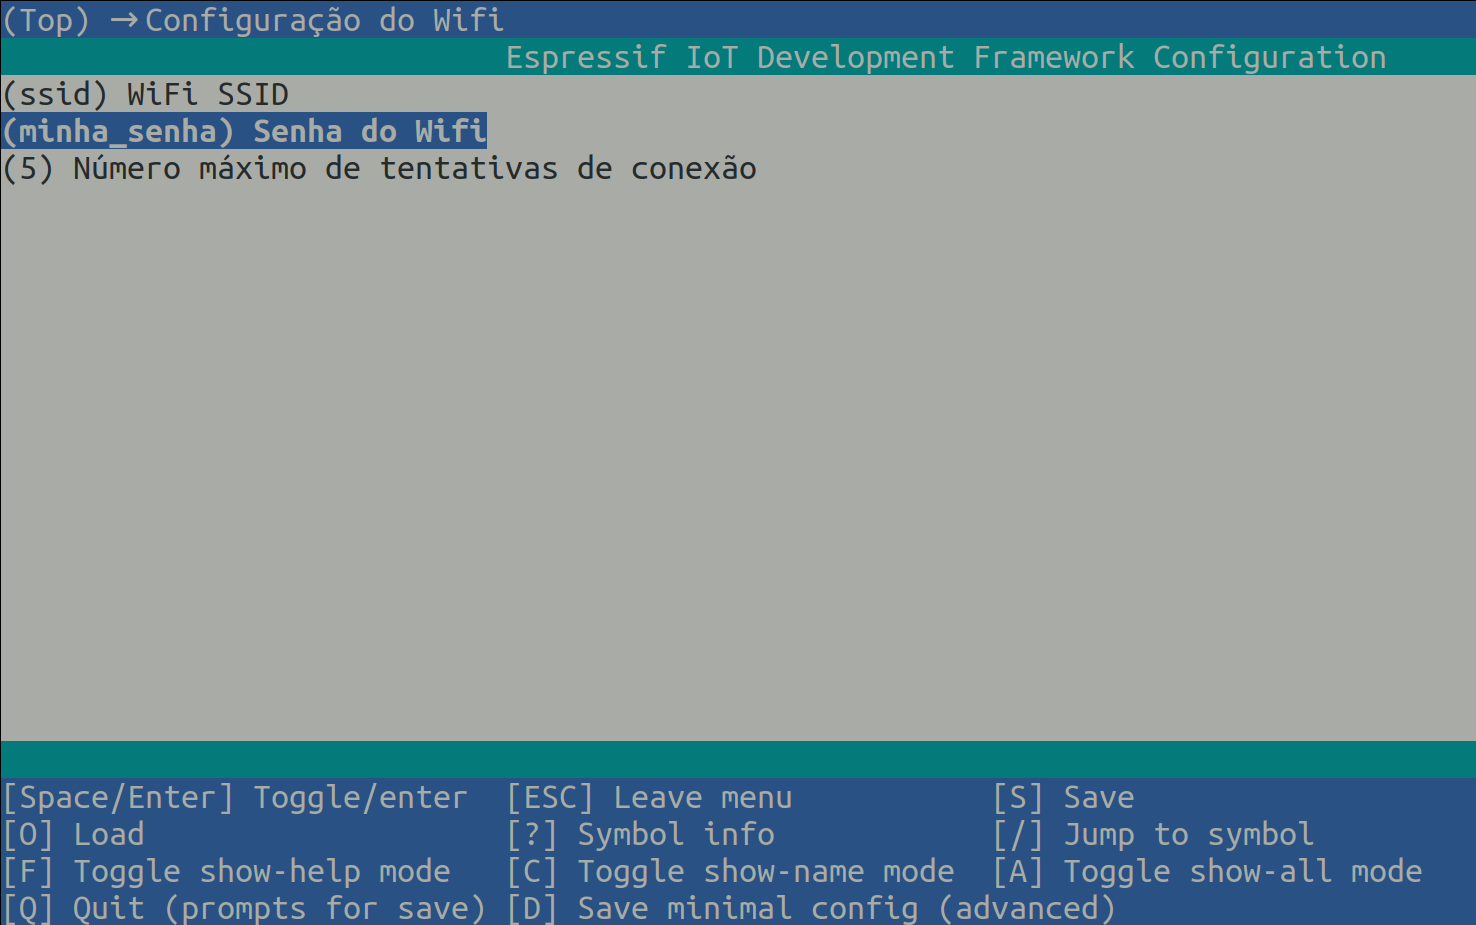 (Top) →Configuração do Wifi
Espressif IoT Development Framework Configuration
(ssid) WiFi SSID
(minha_senha) Senha do Wifi
(5) Número máximo de tentativas de conexão
[Space/Enter] Toggle/enter [ESC] Leave menu [S] Save
[O] Load [?] Symbol info [/] Jump to symbol
[F] Toggle show-help mode [C] Toggle show-name mode [A] Toggle show-all mode
[Q] Quit (prompts for save) [D] Save minimal config (advanced)